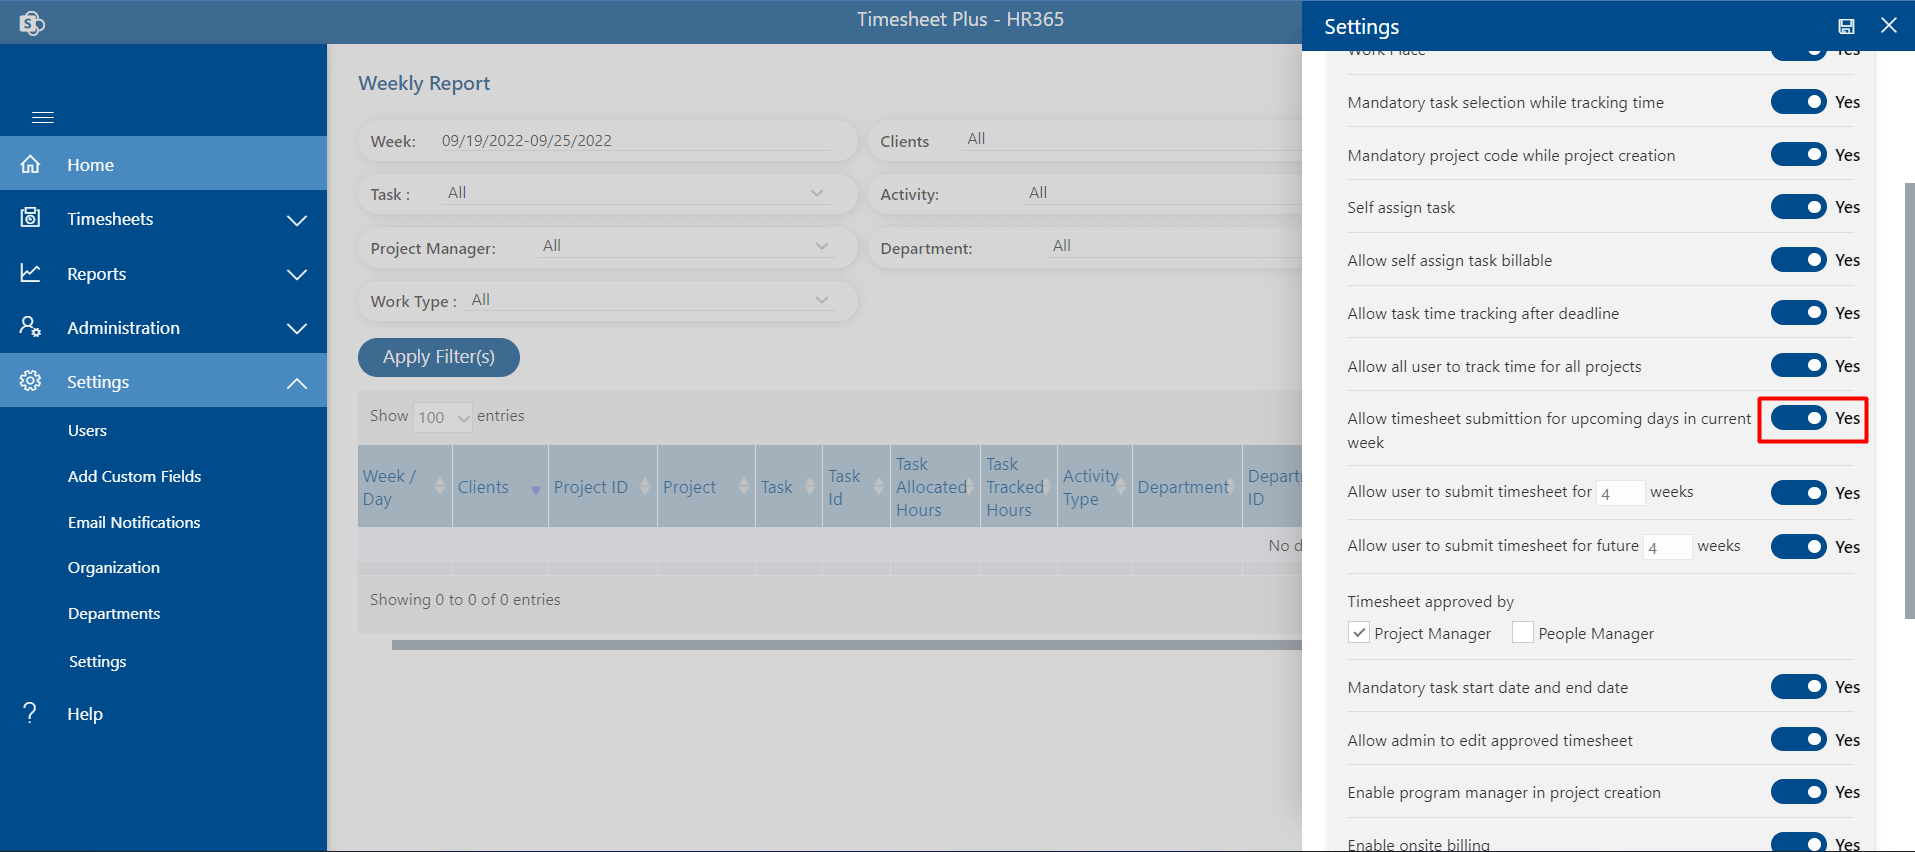 Timesheet Plus - HR365
Home
Timesheets
Reports
Administration
Settings
Users
Add Custom Fields
Email Notifications
Organization
Departments
Settings
? Help
Weekly Report
Week: 09/19/2022-09/25/2022
Clients All
Task : All
Activity: All
Project Manager: All
Department: All
Work Type : All
Apply Filter(s)
Show 100 entries
Week / Day
Clients
Project ID
Project
Task
Task Id
Task Allocated Hours
Task Tracked Hours
Activity Type
Department
Depart ID
No d
Showing 0 to 0 of 0 entries
Settings
Work Place Yes
Mandatory task selection while tracking time Yes
Mandatory project code while project creation Yes
Self assign task Yes
Allow self assign task billable Yes
Allow task time tracking after deadline Yes
Allow all user to track time for all projects Yes
Allow timesheet submittion for upcoming days in current Yes
week
Allow user to submit timesheet for 4 weeks Yes
Allow user to submit timesheet for future 4 weeks Yes
Timesheet approved by
Project Manager People Manager
Mandatory task start date and end date Yes
Allow admin to edit approved timesheet Yes
Enable program manager in project creation Yes
Enable onsite billing Yes